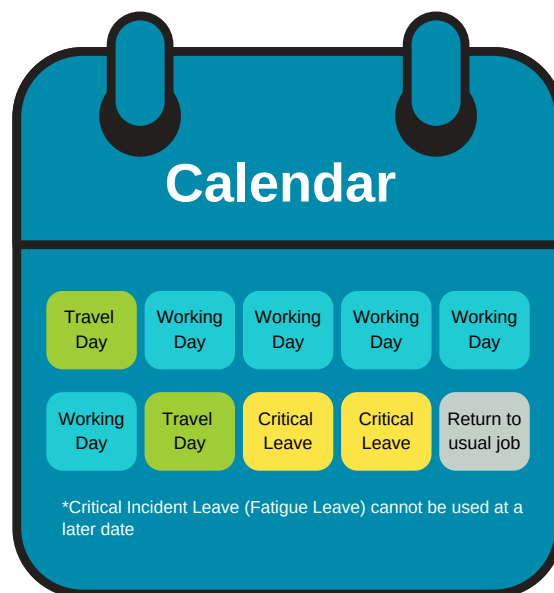 Calendar
Travel
Day
Working
Day
Working
Day
Working
Day
Working
Day
Working
Day
Travel
Day
Critical
Leave
Critical
Leave
Return to
usual job
*Critical Incident Leave (Fatigue Leave) cannot be used at a
later date